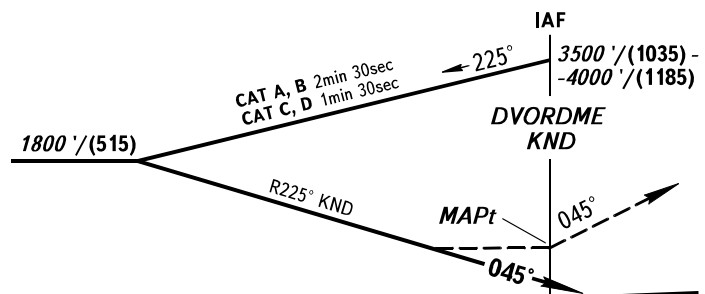 IAF
3500 '/(1035) -
-4000 '/(1185)
225°
CAT A, B 2min 30sec
CAT C, D 1min 30sec
DVORDME
KND
1800 '/(515)
R225° KND
MAPt
045°
045°